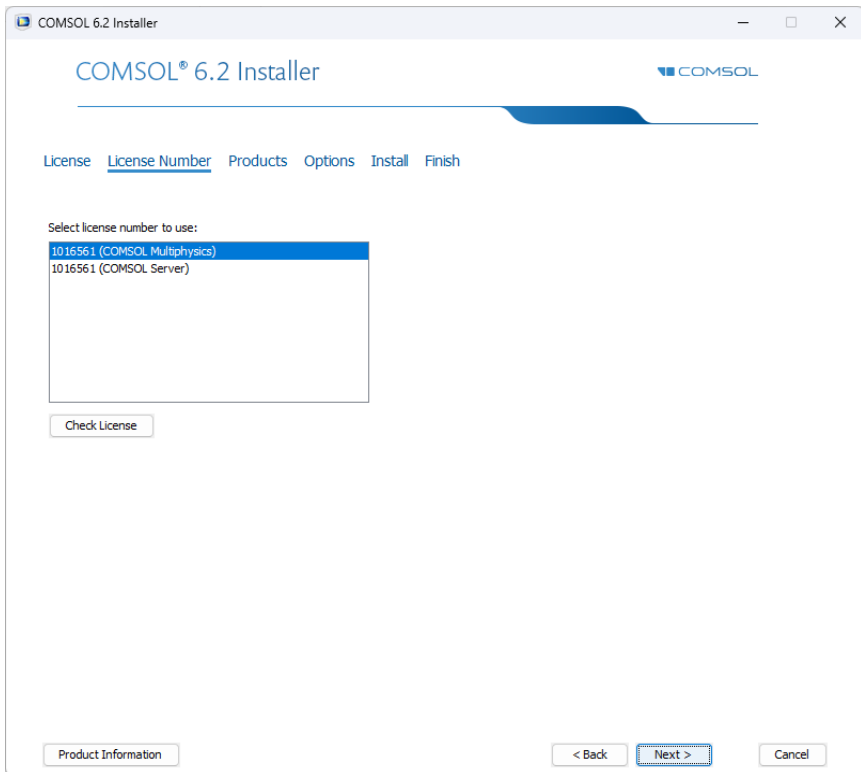 COMSOL 6.2 Installer
COMSOL® 6.2 Installer
COMSOL
License License Number Products Options Install Finish
Select license number to use:
1016561 (COMSOL Multiphysics)
1016561 (COMSOL Server)
Check License
Product Information < Back Next > Cancel